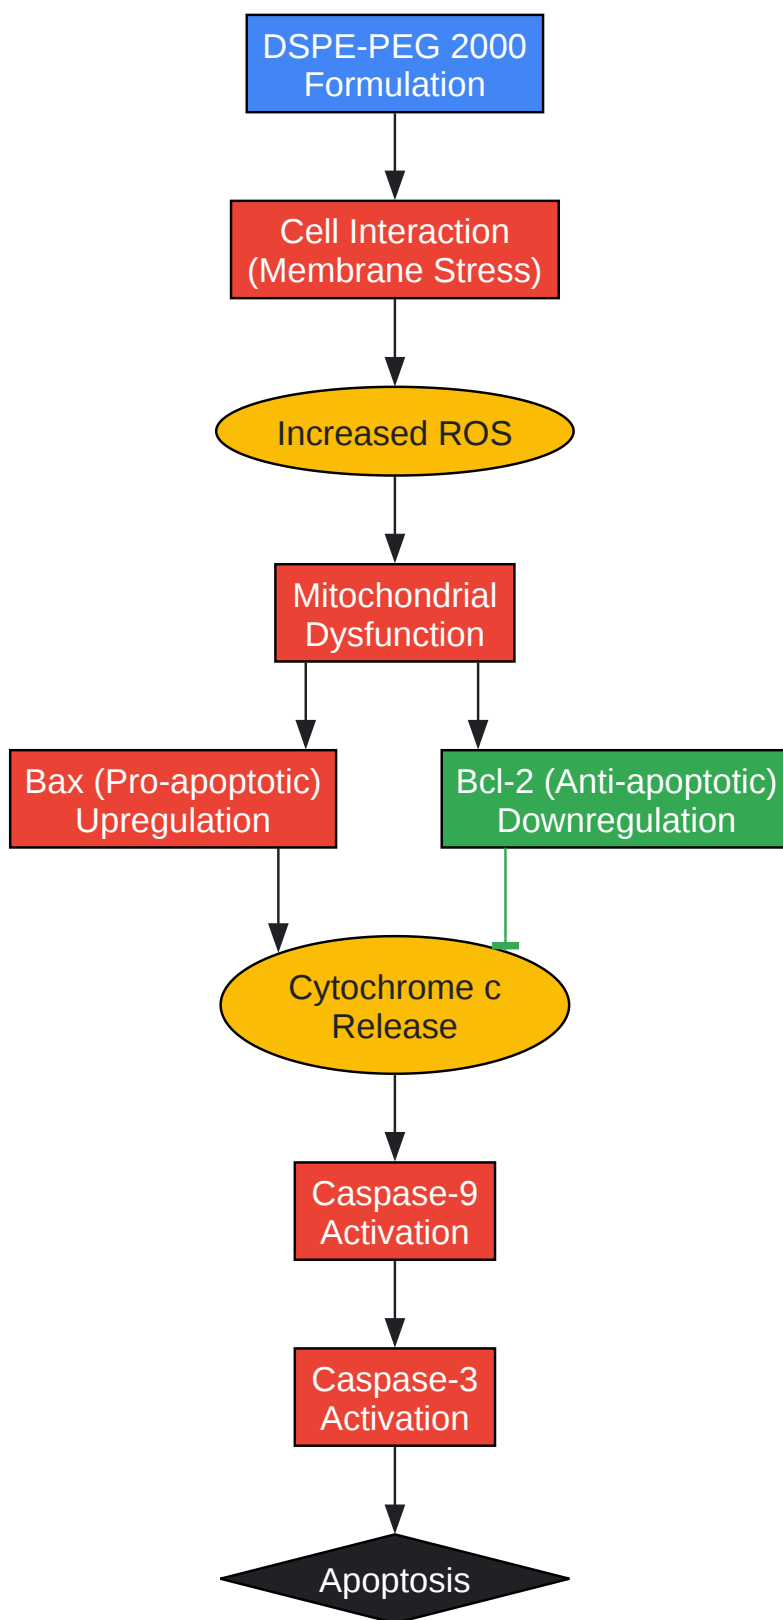 DSPE-PEG 2000
Formulation
Cell Interaction
(Membrane Stress)
Increased ROS
Mitochondrial
Dysfunction
Bax (Pro-apoptotic)
Upregulation
Bcl-2 (Anti-apoptotic)
Downregulation
Cytochrome c
Release
Caspase-9
Activation
Caspase-3
Activation
Apoptosis